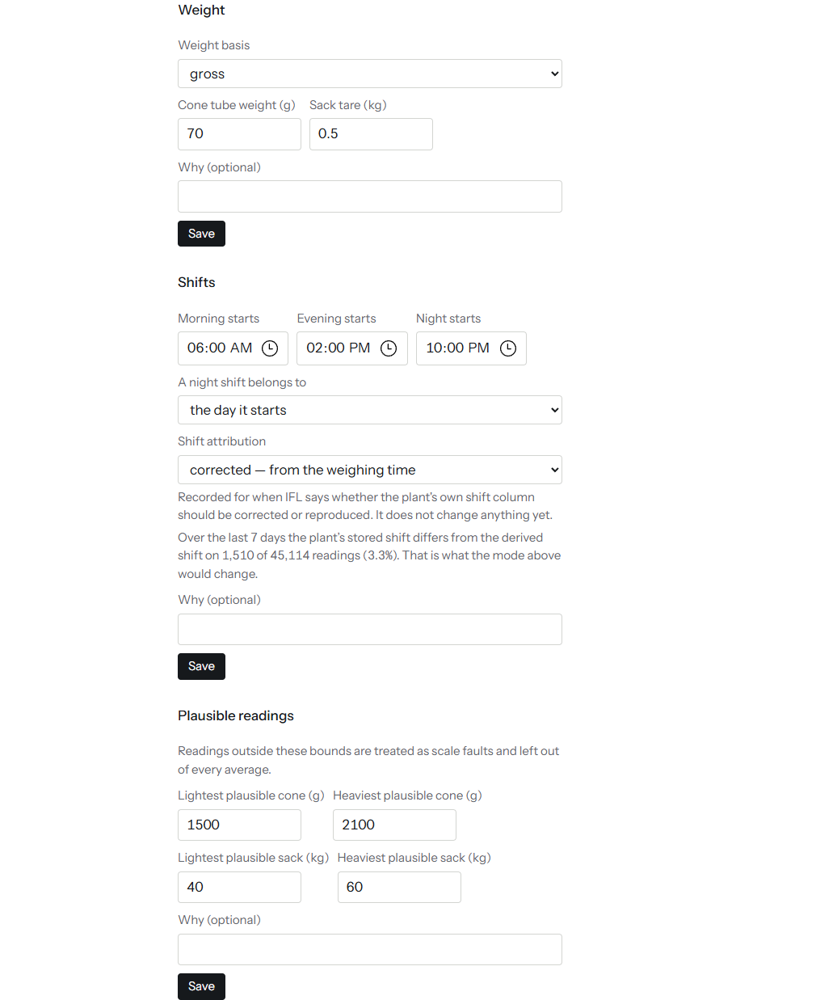 Weight
Weight basis
gross
Cone tube weight (g) Sack tare (kg)
70 0.5
Why (optional)
Save
Shifts
Morning starts Evening starts Night starts
06:00 AM 02:00 PM 10:00 PM
A night shift belongs to
the day it starts
Shift attribution
corrected — from the weighing time
Recorded for when IFL says whether the plant's own shift column
should be corrected or reproduced. It does not change anything yet.
Over the last 7 days the plant's stored shift differs from the derived
shift on 1,510 of 45,114 readings (3.3%). That is what the mode above
would change.
Why (optional)
Save
Plausible readings
Readings outside these bounds are treated as scale faults and left out
of every average.
Lightest plausible cone (g) Heaviest plausible cone (g)
1500 2100
Lightest plausible sack (kg) Heaviest plausible sack (kg)
40 60
Why (optional)
Save